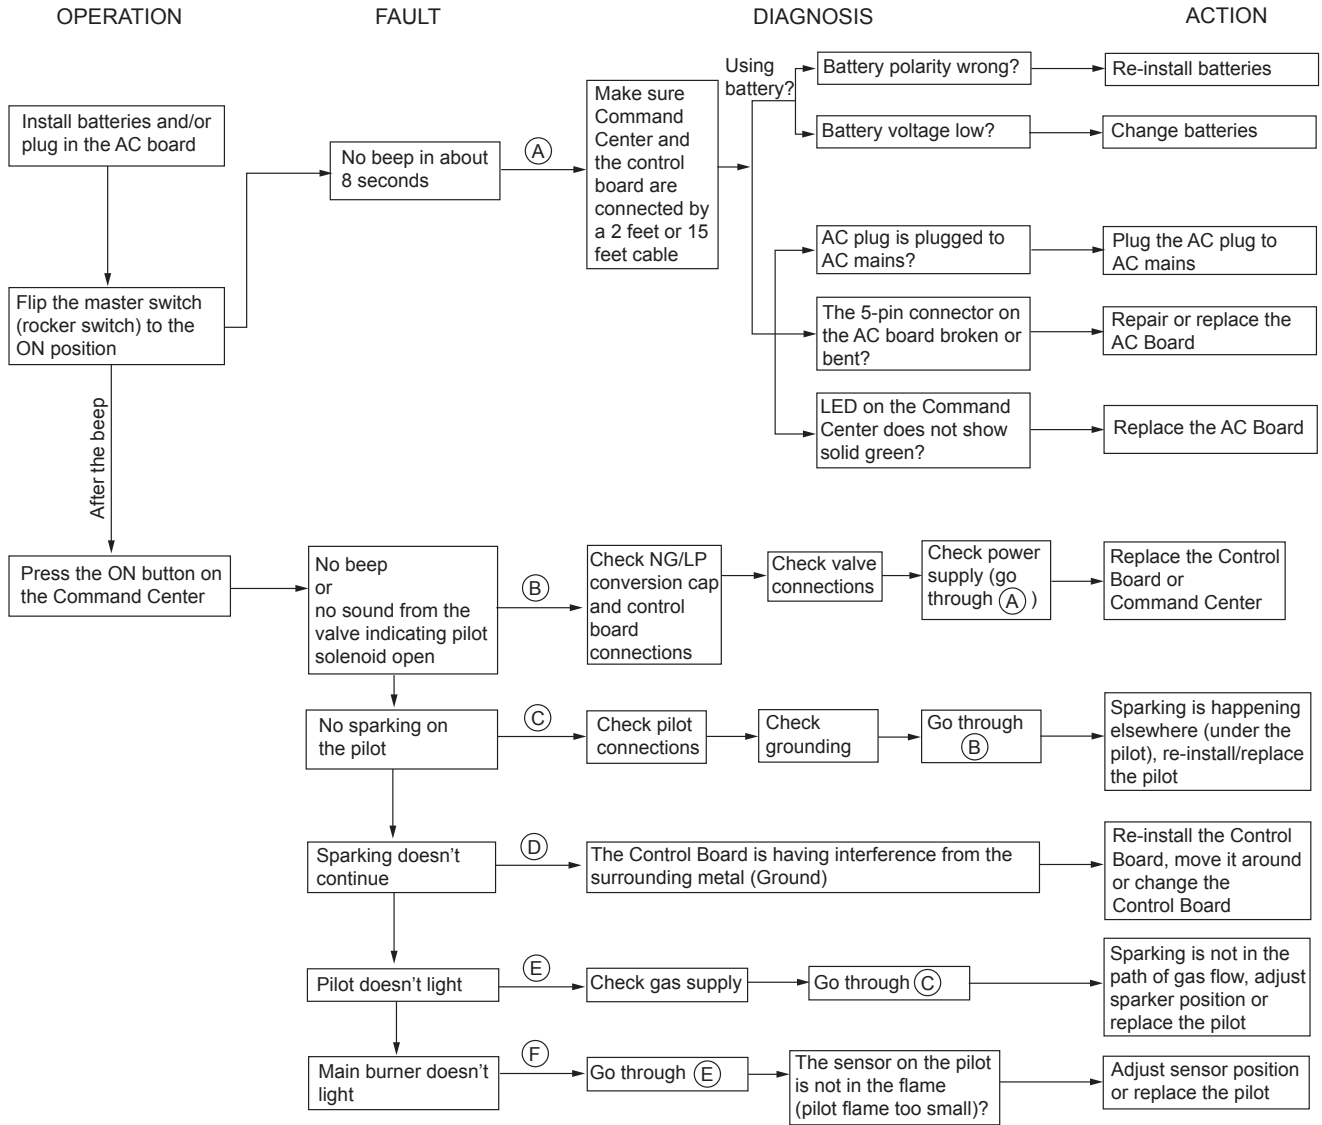 OPERATION
FAULT
DIAGNOSIS
ACTION
Install batteries and/or
plug in the AC board
Flip the master switch
(rocker switch) to the
ON position
After the beep
Press the ON button on
the Command Center
No beep in about
8 seconds
A
Make sure
Command
Center and
the control
board are
connected by
a 2 feet or 15
feet cable
Using
battery?
Battery polarity wrong?
Re-install batteries
Battery voltage low?
Change batteries
AC plug is plugged to
AC mains?
Plug the AC plug to
AC mains
The 5-pin connector on
the AC board broken or
bent?
Repair or replace the
AC Board
LED on the Command
Center does not show
solid green?
Replace the AC Board
No beep
or
no sound from the
valve indicating pilot
solenoid open
B
Check NG/LP
conversion cap
and control
board
connections
Check valve
connections
Check power
supply (go
through A )
Replace the Control
Board or
Command Center
No sparking on
the pilot
C
Check pilot
connections
Check
grounding
Go through
B
Sparking is happening
elsewhere (under the
pilot), re-install/replace
the pilot
Sparking doesn't
continue
D
The Control Board is having interference from the
surrounding metal (Ground)
Re-install the Control
Board, move it around
or change the
Control Board
Pilot doesn't light
E
Check gas supply
Go through C
Sparking is not in the
path of gas flow, adjust
sparker position or
replace the pilot
Main burner doesn't
light
F
Go through E
The sensor on the pilot
is not in the flame
(pilot flame too small)?
Adjust sensor position
or replace the pilot